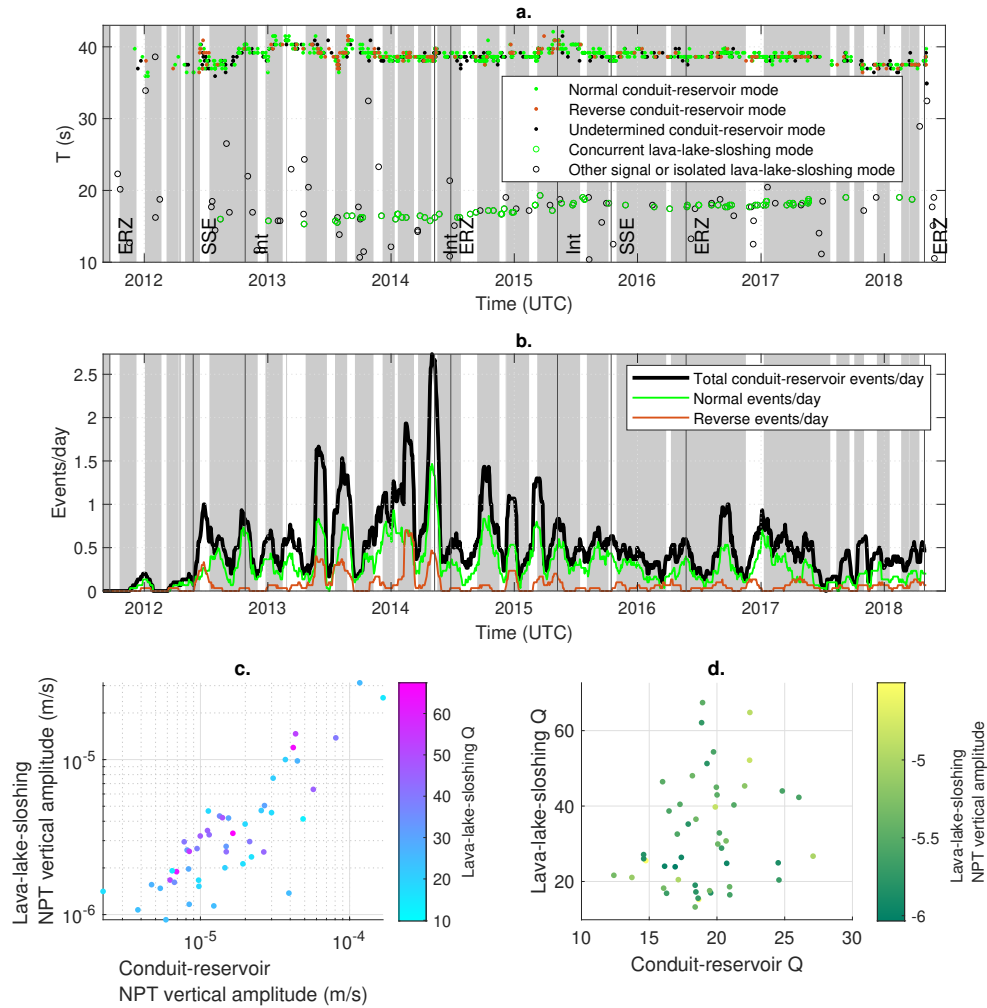 a.
T (s)
40
30
20
10
Normal conduit-reservoir mode
Reverse conduit-reservoir mode
Undetermined conduit-reservoir mode
Concurrent lava-lake-sloshing mode
Other signal or isolated lava-lake-sloshing mode
ERZ
SSE
Int
Int
ERZ
Int
SSE
ERZ
ERZ
2012 2013 2014 2015 2016 2017 2018
Time (UTC)
b.
Events/day
2.5
2
1.5
1
0.5
0
Total conduit-reservoir events/day
Normal events/day
Reverse events/day
2012 2013 2014 2015 2016 2017 2018
Time (UTC)
c.
Lava-lake-sloshing
NPT vertical amplitude (m/s)
10-5
10-6
10-5 10-4
Conduit-reservoir
NPT vertical amplitude (m/s)
60
50
40
30
20
10
Lava-lake-sloshing Q
d.
Lava-lake-sloshing Q
60
40
20
10 15 20 25 30
Conduit-reservoir Q
-5
-5.5
-6
Lava-lake-sloshing
NPT vertical amplitude